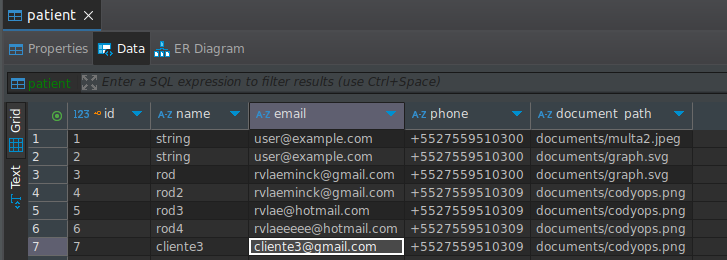 patient
Properties Data ER Diagram
patient Enter a SQL expression to filter results (use Ctrl+Space)
Grid
Text
123 id A-Z name A-Z email A-Z phone A-Z document_path
1 1 string user@example.com +5527559510300 documents/multa2.jpeg
2 2 string user@example.com +5527559510300 documents/graph.svg
3 3 rod rvlaeminck@gmail.com +5527559510300 documents/graph.svg
4 4 rod2 rvlaeminck@gmail.com +5527559510309 documents/codyops.png
5 5 rod3 rvlae@hotmail.com +5527559510309 documents/codyops.png
6 6 rod4 rvlaeeeee@hotmail.com +5527559510309 documents/codyops.png
7 7 cliente3 cliente3@gmail.com +5527559510309 documents/codyops.png